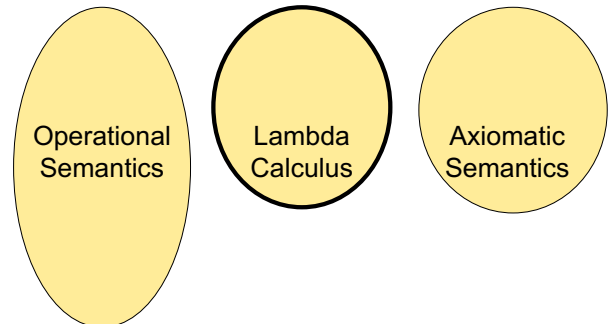 Operational
Semantics
Lambda
Calculus
Axiomatic
Semantics